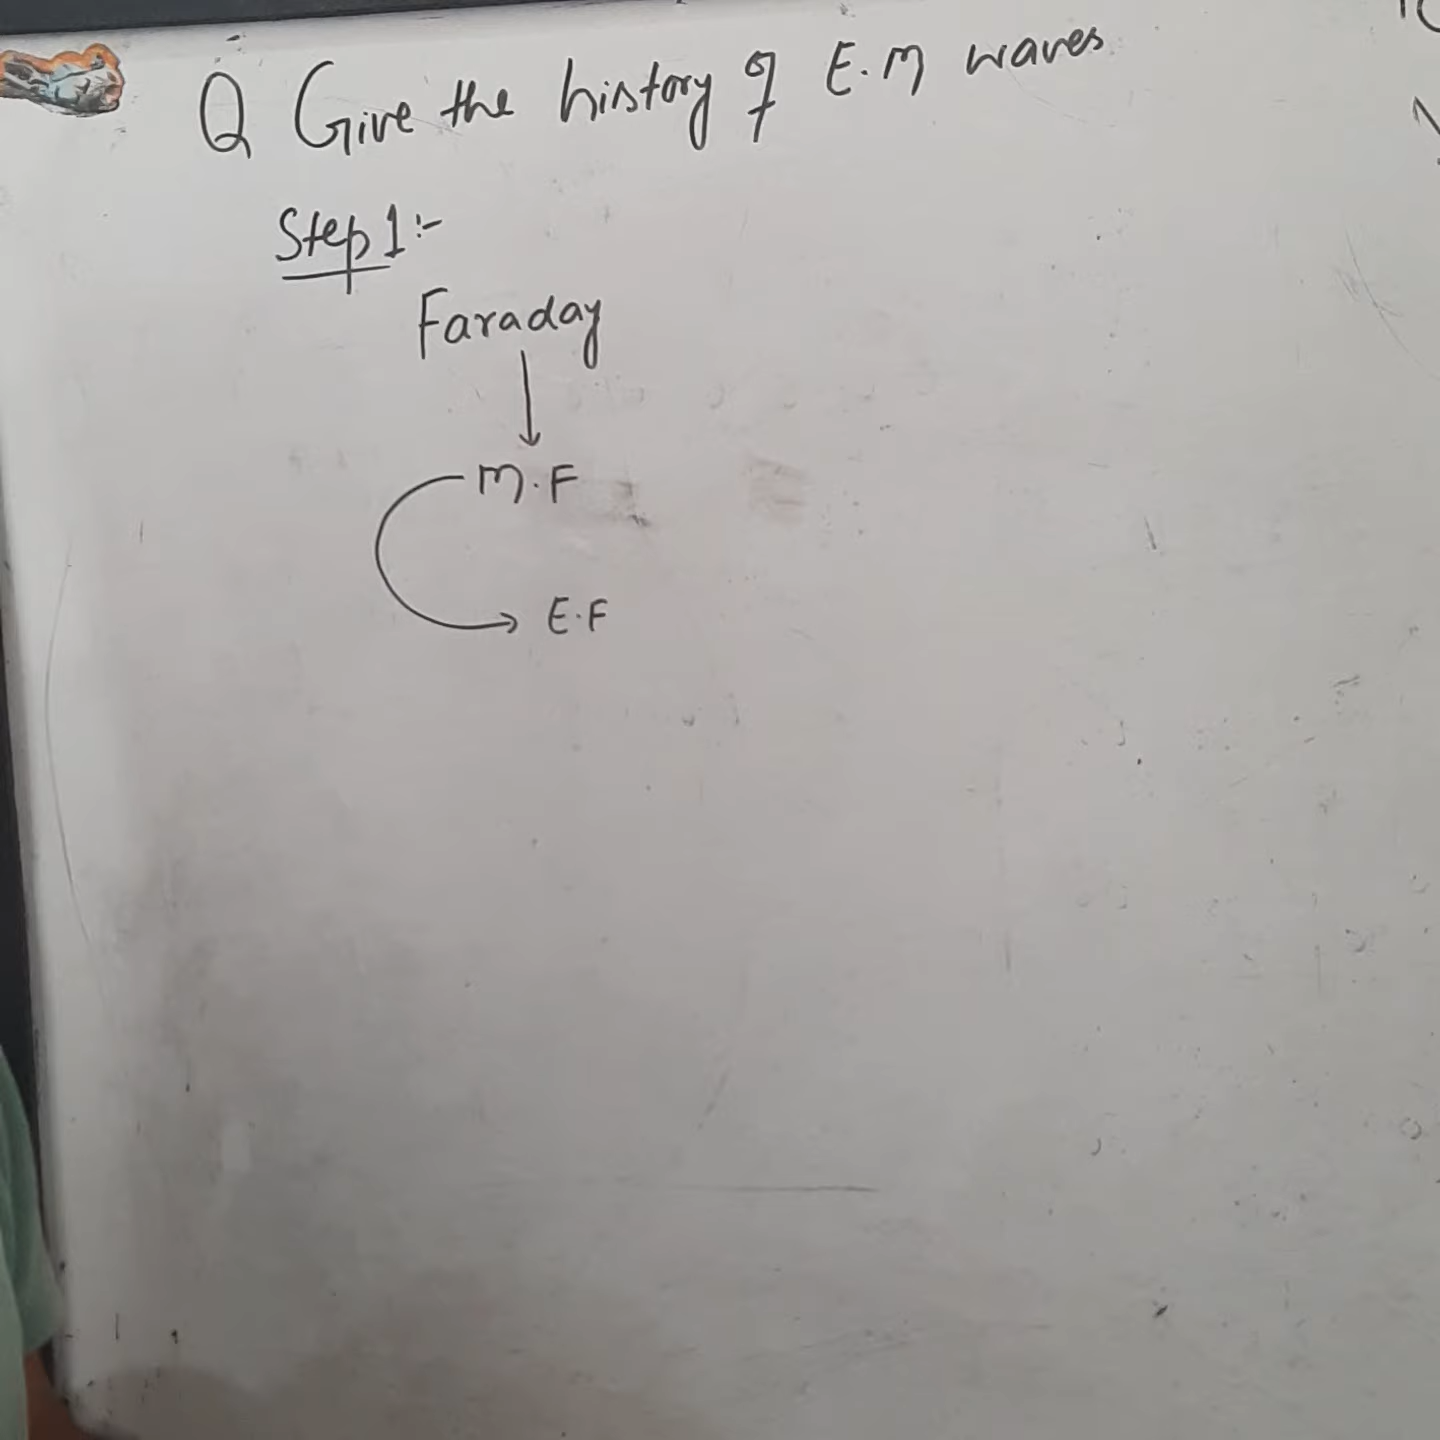 Q Give the history of E.M waves
Step 1:-
Faraday
M.F
E.F